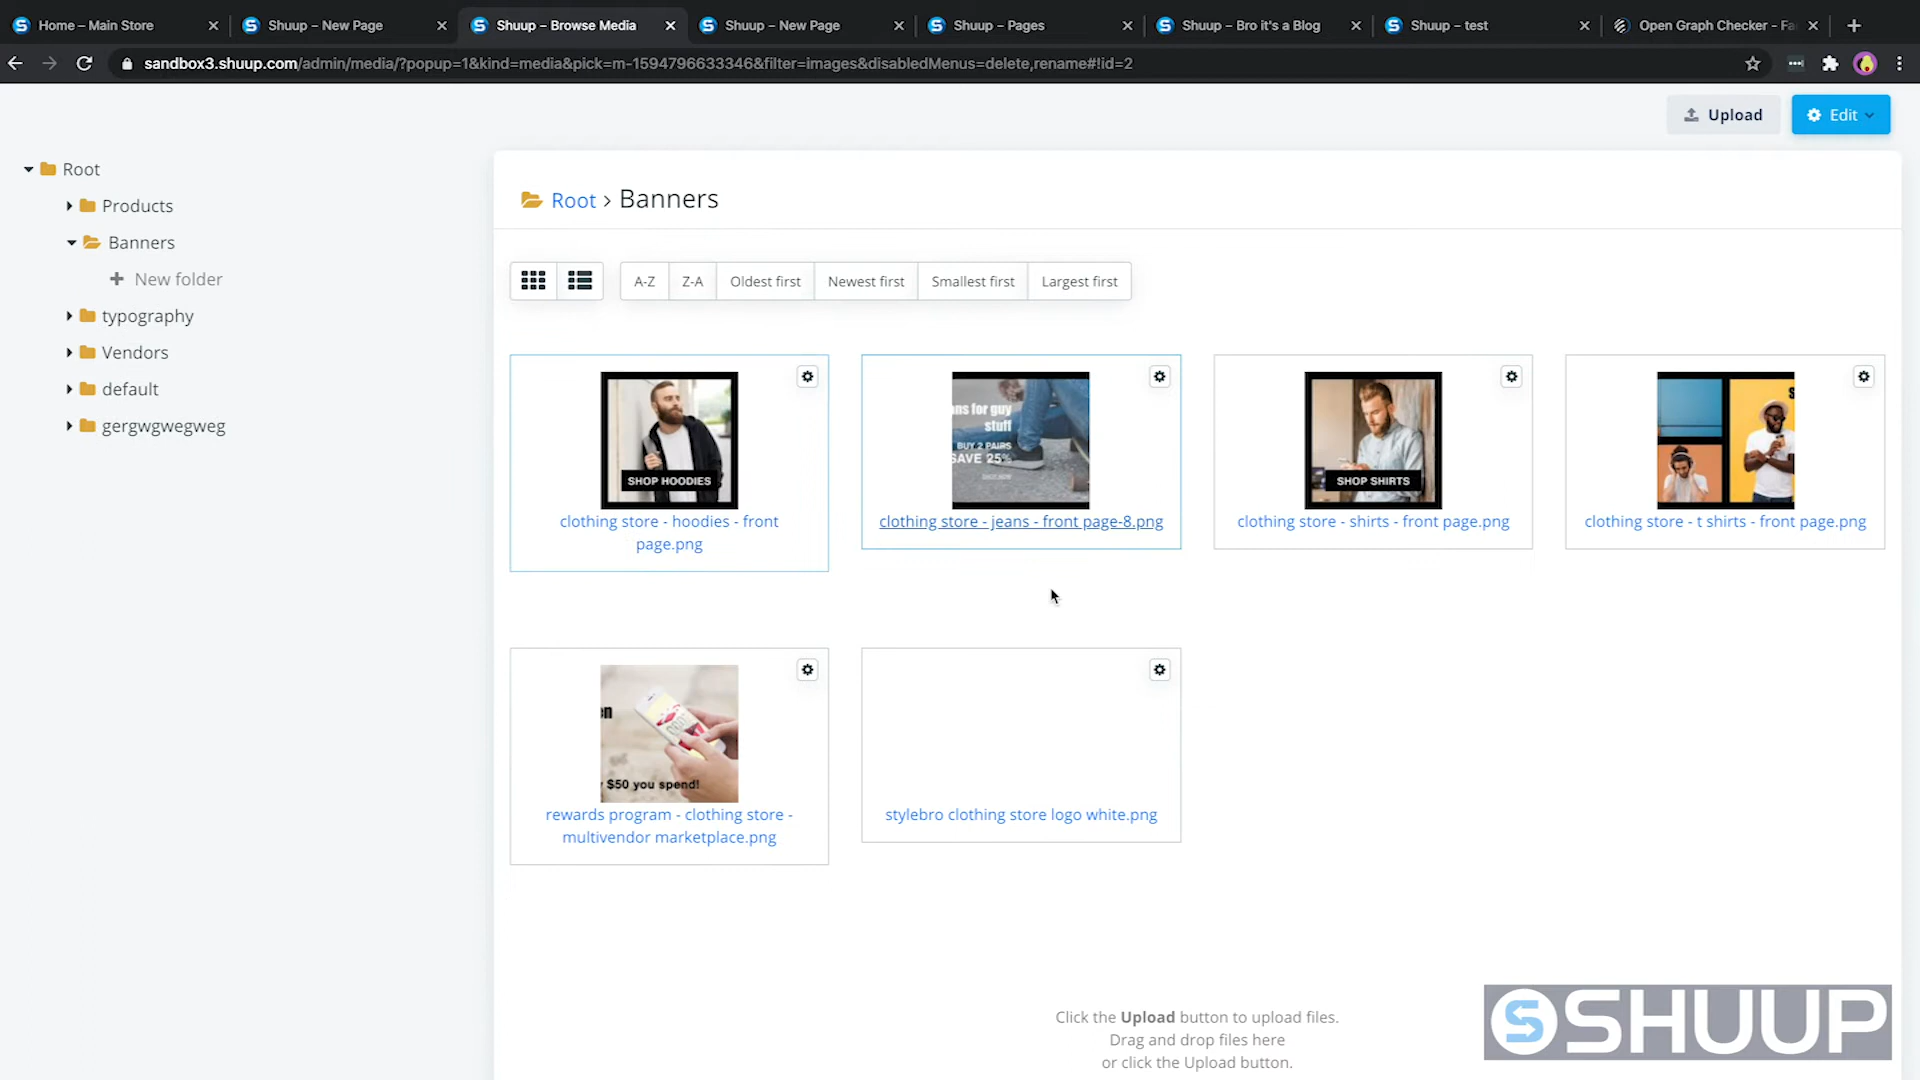 Home – Main Store
Shuup – New Page
Shuup – Browse Media
Shuup – New Page
Shuup – Pages
Shuup – Bro it's a Blog
Shuup – test
Open Graph Checker - Fa
sandbox3.shuup.com/admin/media/?popup=1&kind=media&pick=m-1594796633346&filter=images&disabledMenus=delete,rename#!id=2
Upload
Edit
Root
Products
Banners
New folder
typography
Vendors
default
gergwgwegweg
Root › Banners
A-Z
Z-A
Oldest first
Newest first
Smallest first
Largest first
SHOP HOODIES
clothing store - hoodies - front
page.png
ans for guy
stuff
BUY 2 PAIRS
SAVE 25%
clothing store - jeans - front page-8.png
SHOP SHIRTS
clothing store - shirts - front page.png
clothing store - t shirts - front page.png
$50 you spend!
rewards program - clothing store -
multivendor marketplace.png
stylebro clothing store logo white.png
Click the Upload button to upload files.
Drag and drop files here
or click the Upload button.
SHUUP